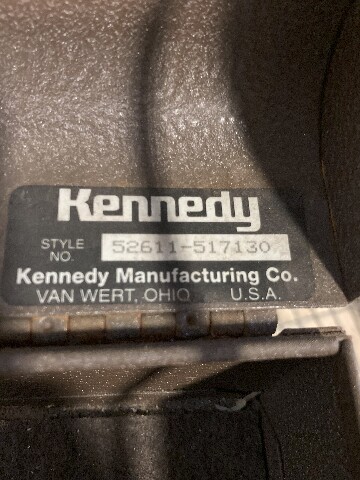 Kennedy
STYLE NO. 52611-517130
Kennedy Manufacturing Co.
VAN WERT, OHIO U.S.A.